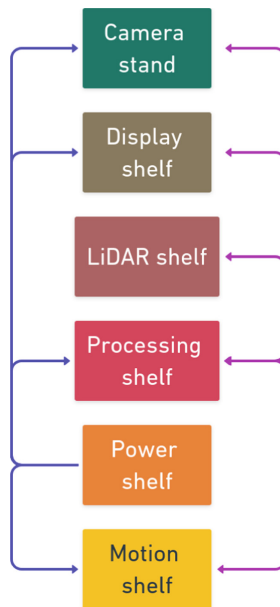 Camera
stand
Display
shelf
LiDAR shelf
Processing
shelf
Power
shelf
Motion
shelf